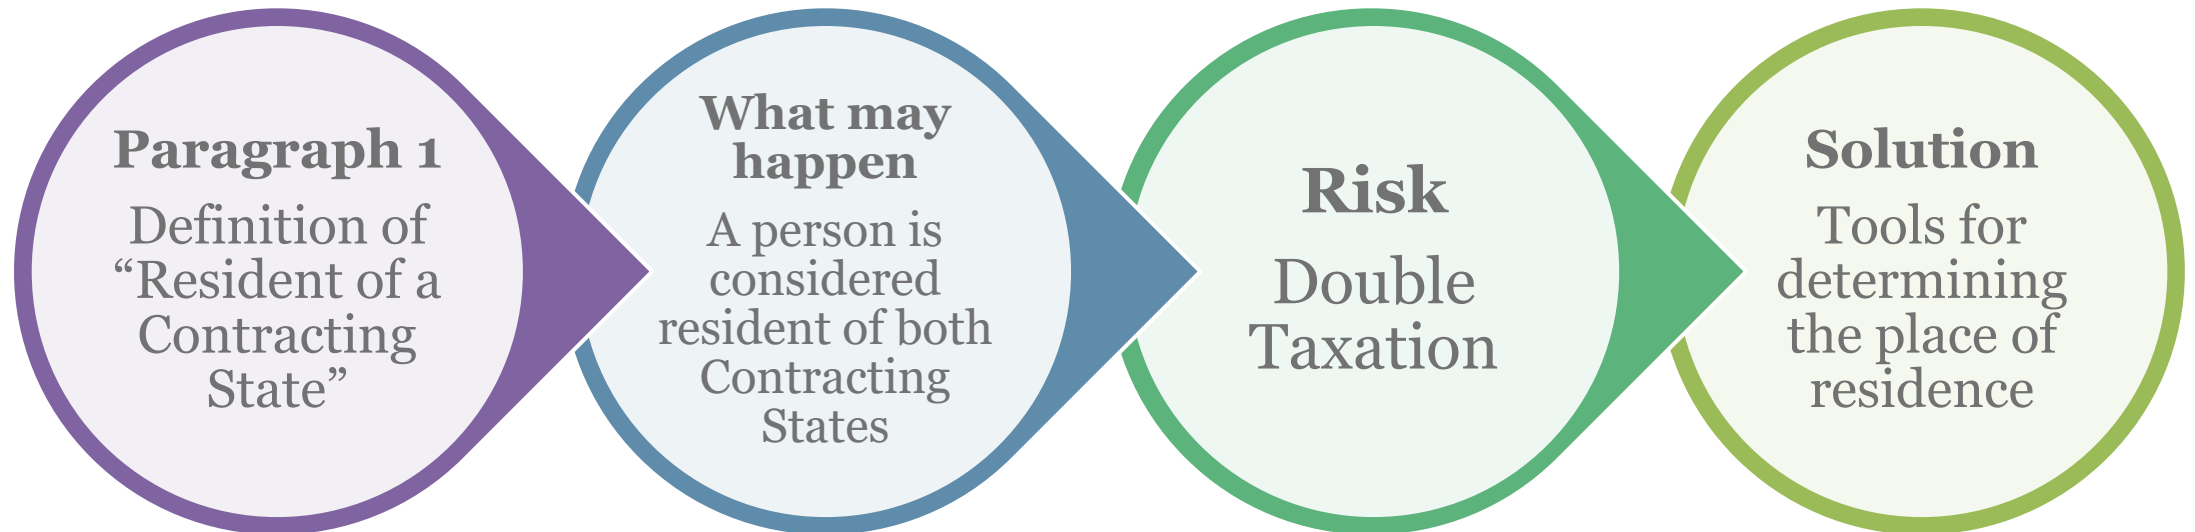 Paragraph 1
Definition of
“Resident of a
Contracting
State”
What may
happen
A person is
considered
resident of both
Contracting
States
Risk
Double
Taxation
Solution
Tools for
determining
the place of
residence